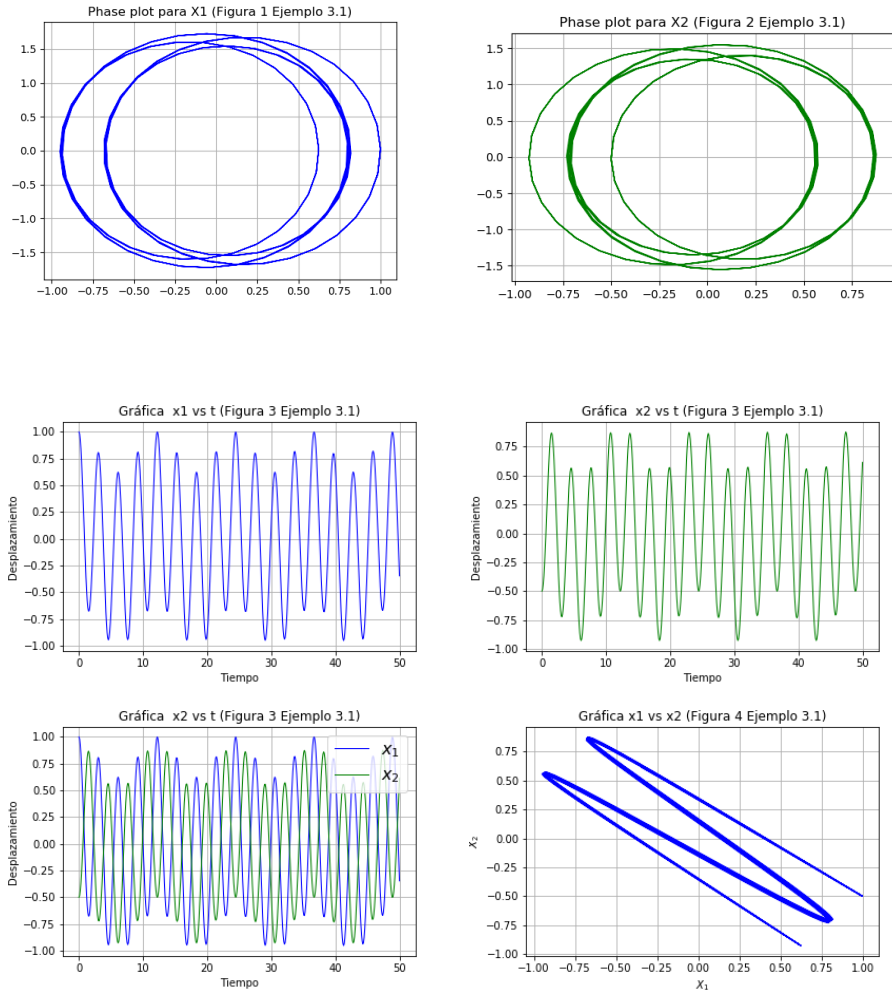 Phase plot para X1 (Figura 1 Ejemplo 3.1)
1.5
1.0
0.5
0.0
−0.5
−1.0
−1.5
−1.00 −0.75 −0.50 −0.25 0.00 0.25 0.50 0.75 1.00
Phase plot para X2 (Figura 2 Ejemplo 3.1)
1.5
1.0
0.5
0.0
−0.5
−1.0
−1.5
−1.00 −0.75 −0.50 −0.25 0.00 0.25 0.50 0.75
Gráfica x1 vs t (Figura 3 Ejemplo 3.1)
Desplazamiento
1.00
0.75
0.50
0.25
0.00
−0.25
−0.50
−0.75
−1.00
0 10 20 30 40 50
Tiempo
Gráfica x2 vs t (Figura 3 Ejemplo 3.1)
Desplazamiento
0.75
0.50
0.25
0.00
−0.25
−0.50
−0.75
−1.00
0 10 20 30 40 50
Tiempo
Gráfica x2 vs t (Figura 3 Ejemplo 3.1)
Desplazamiento
1.00
0.75
0.50
0.25
0.00
−0.25
−0.50
−0.75
−1.00
x1
x2
0 10 20 30 40 50
Tiempo
Gráfica x1 vs x2 (Figura 4 Ejemplo 3.1)
X2
0.75
0.50
0.25
0.00
−0.25
−0.50
−0.75
−1.00
−1.00 −0.75 −0.50 −0.25 0.00 0.25 0.50 0.75 1.00
X1